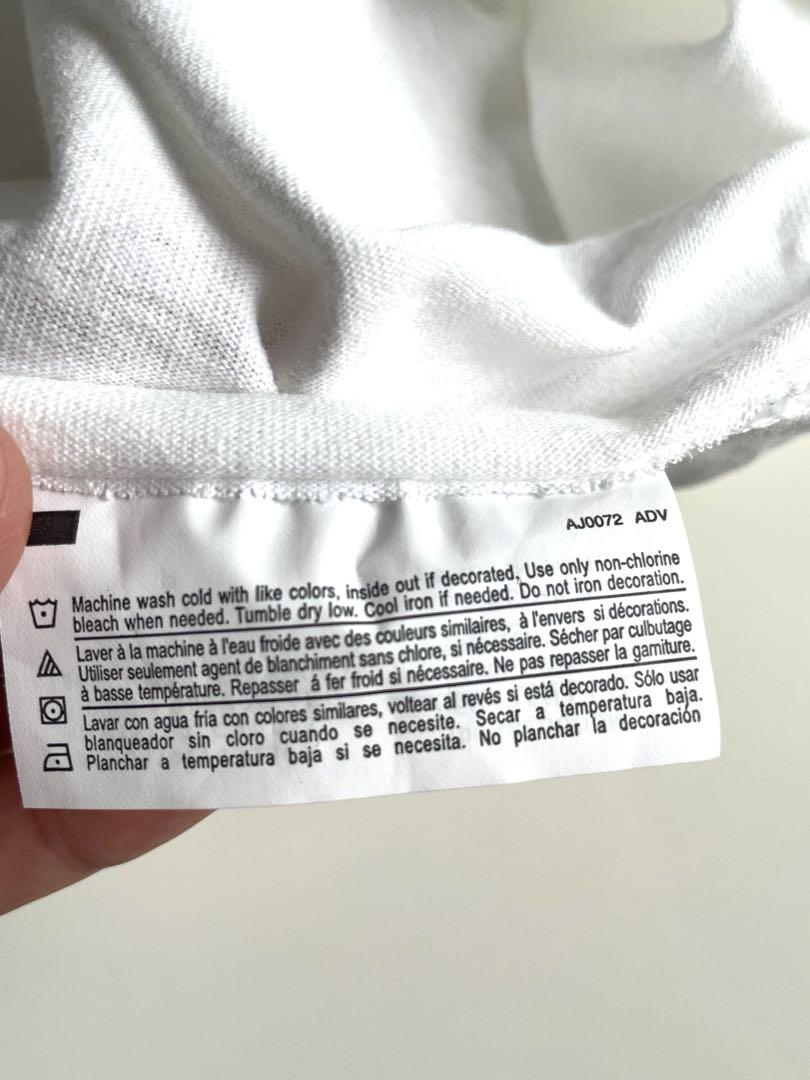 AJ0072 ADV
Machine wash cold with like colors, inside out if decorated, Use only non-chlorine
bleach when needed. Tumble dry low. Cool iron if needed. Do not iron decoration.
Laver à la machine à l'eau froide avec des couleurs similaires, à l'envers si décorations.
Utiliser seulement agent de blanchiment sans chlore, si nécessaire. Sécher par culbutage
à basse température. Repasser á fer froid si nécessaire. Ne pas repasser la garniture.
Lavar con agua fría con colores similares, voltear al revés si está decorado. Sólo usar
blanqueador sin cloro cuando se necesite. Secar a temperatura baja.
Planchar a temperatura baja si se necesita. No planchar la decoración